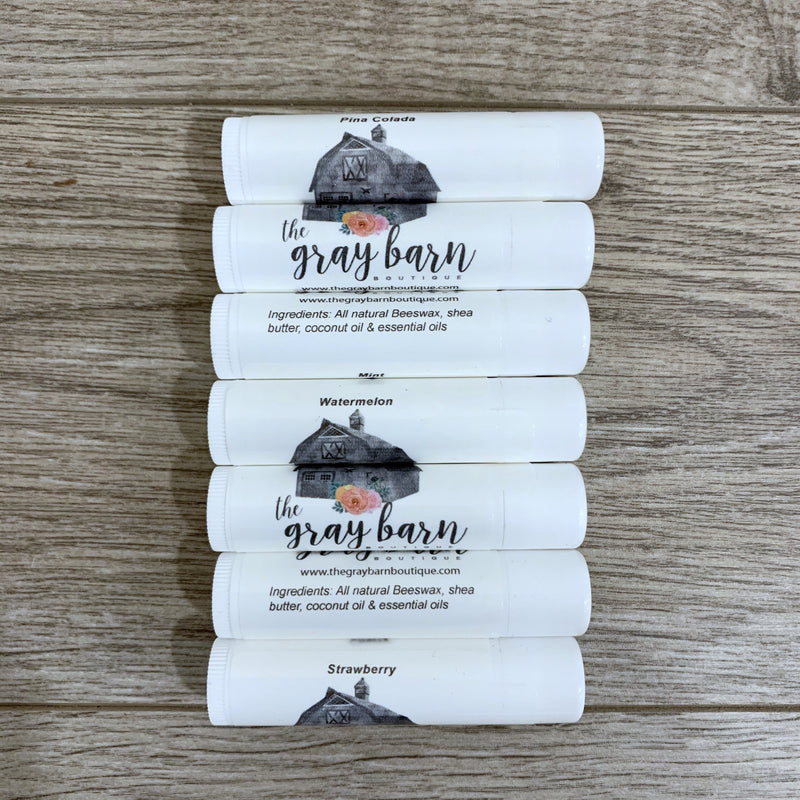 Pina Colada
the
gray barn
BOUTIQUE
www.thegraybarnboutique.com
www.thegraybarnboutique.com
Ingredients: All natural Beeswax, shea
butter, coconut oil & essential oils
Mint
Watermelon
the
gray barn
BOUTIQUE
BOUTIQUE
www.thegraybarnboutique.com
Ingredients: All natural Beeswax, shea
butter, coconut oil & essential oils
Strawberry